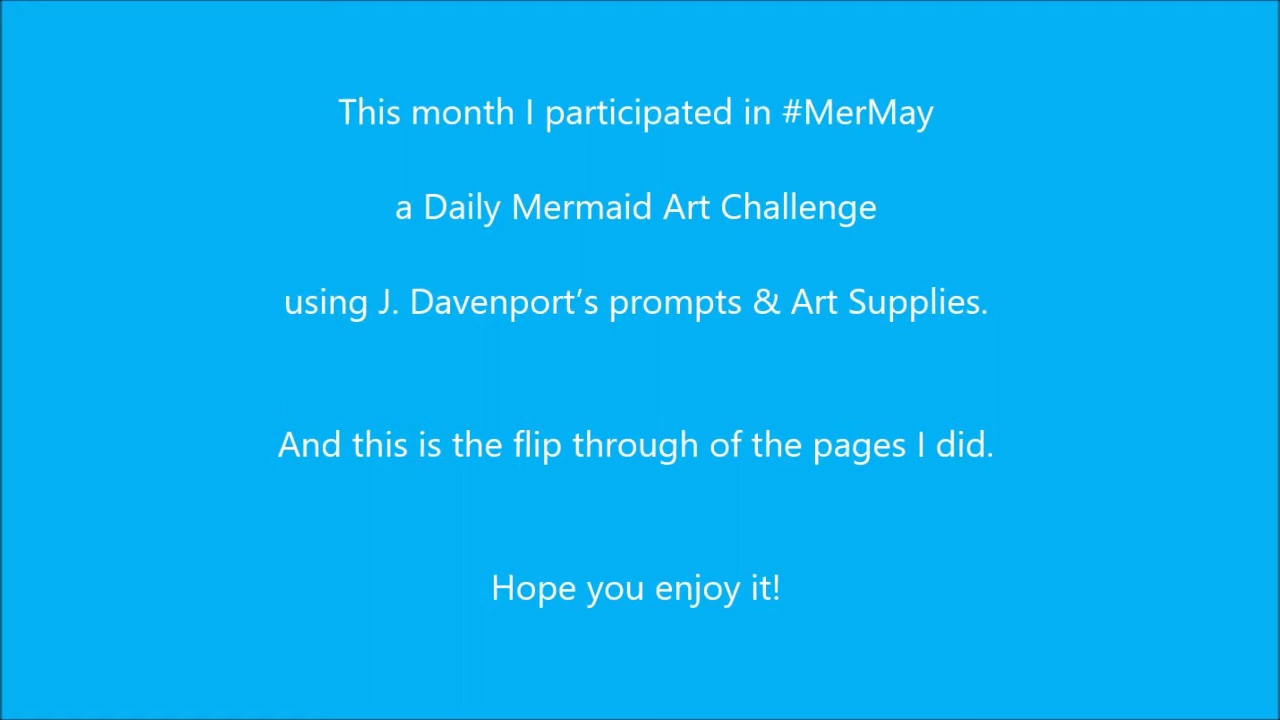 This month I participated in #MerMay
a Daily Mermaid Art Challenge
using J. Davenport’s prompts & Art Supplies.
And this is the flip through of the pages I did.
Hope you enjoy it!